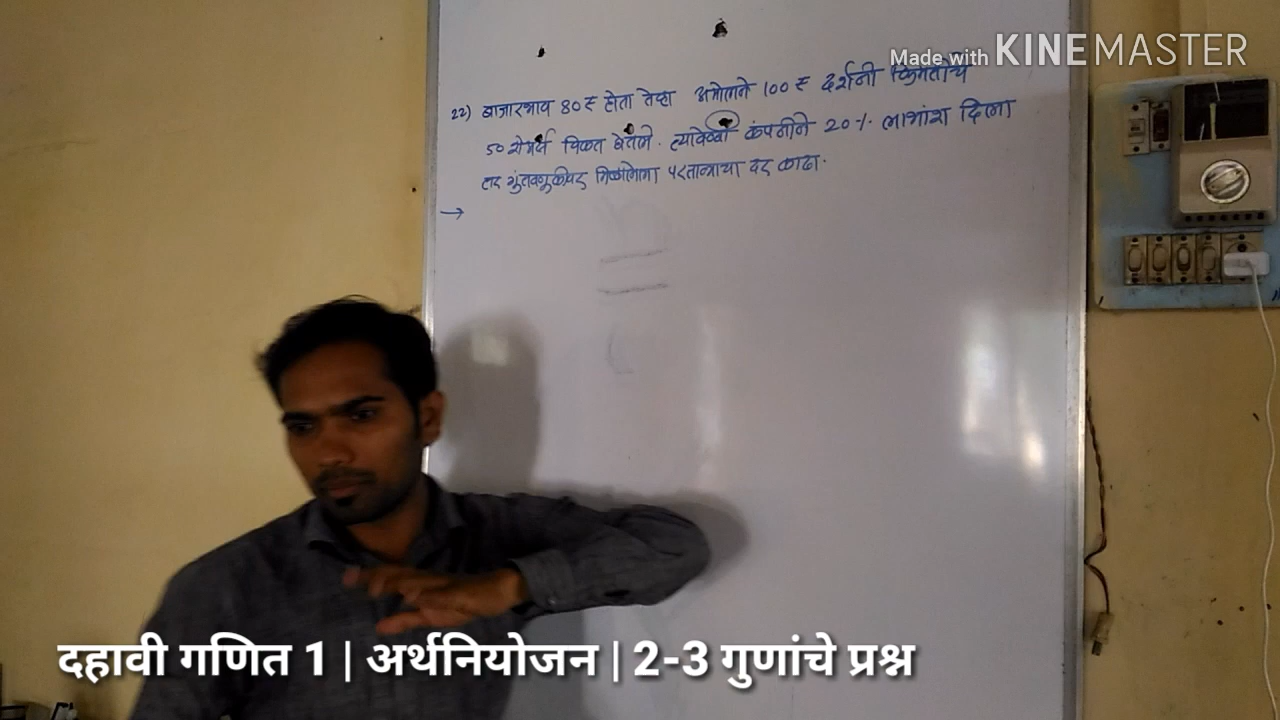 Made with KINEMASTER
22) बाजारभाव 80 ₹ होता तेव्हा अमोलने 100 ₹ दर्शनी किमतीचे
50 शेअर्स विकत घेतले. त्यावेळी कंपनीने 20 % लाभांश दिला
तर गुंतवणुकीवर मिळालेला परताव्याचा दर काढा.
→
दहावी गणित 1 | अर्थनियोजन | 2-3 गुणांचे प्रश्न